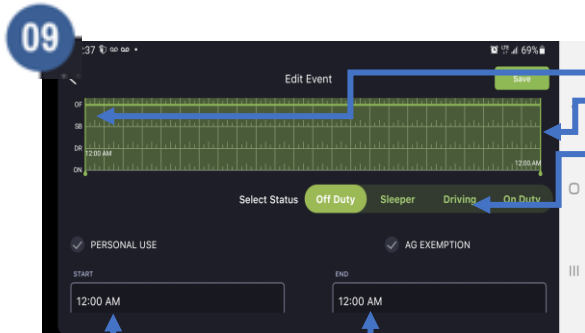 09
:37
LTE 69%
Edit Event
Save
OF
SB
DR
ON
12:00 AM
12:00 AM
Select Status Off Duty Sleeper Driving On Duty
PERSONAL USE AG EXEMPTION
START END
12:00 AM 12:00 AM